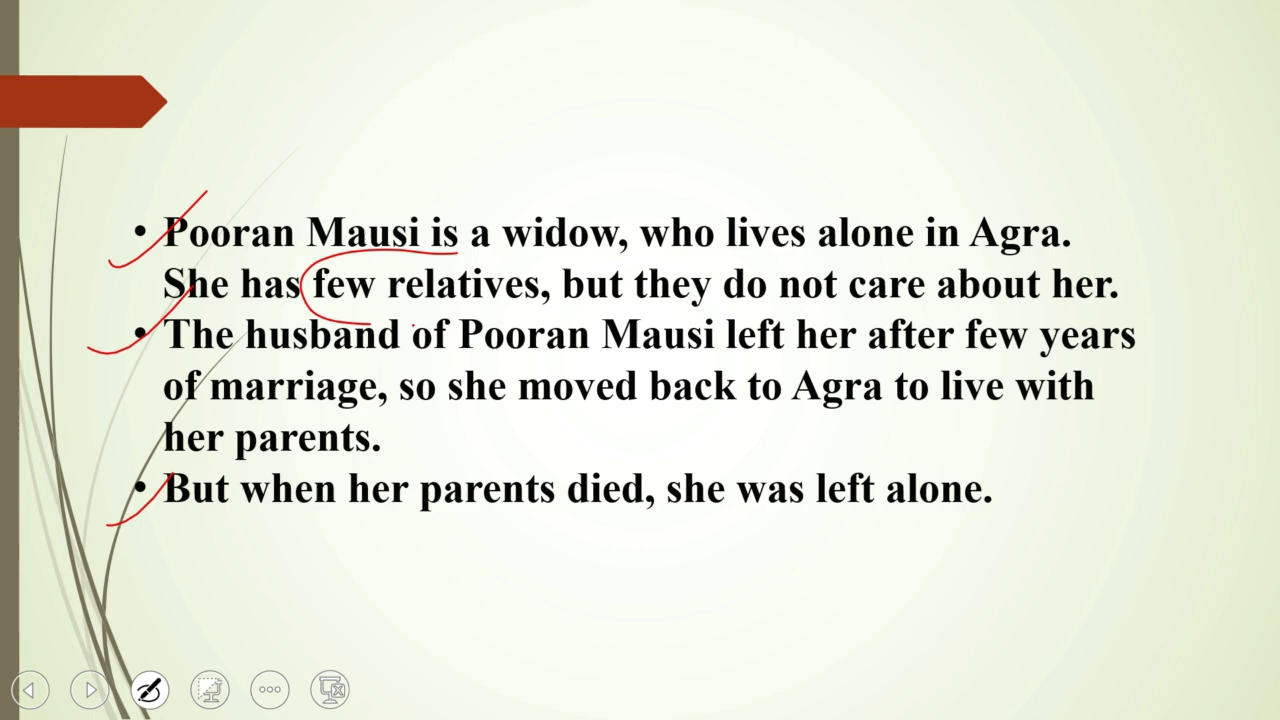 • Pooran Mausi is a widow, who lives alone in Agra.
She has few relatives, but they do not care about her.
• The husband of Pooran Mausi left her after few years
of marriage, so she moved back to Agra to live with
her parents.
• But when her parents died, she was left alone.